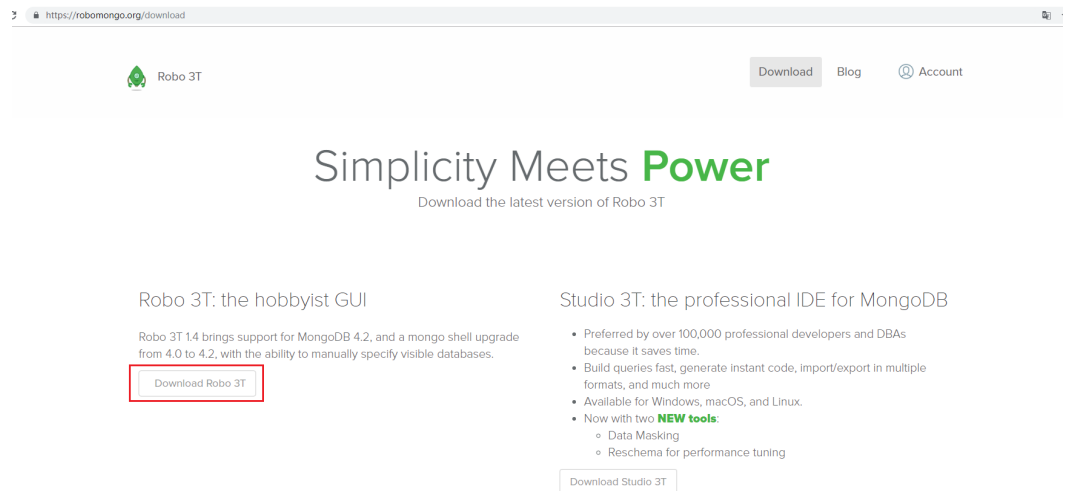 https://robomongo.org/download
Robo 3T
Download
Blog
Account
Simplicity Meets Power
Download the latest version of Robo 3T
Robo 3T: the hobbyist GUI
Robo 3T 1.4 brings support for MongoDB 4.2, and a mongo shell upgrade
from 4.0 to 4.2, with the ability to manually specify visible databases.
Download Robo 3T
Studio 3T: the professional IDE for MongoDB
• Preferred by over 100,000 professional developers and DBAs
because it saves time.
• Build queries fast, generate instant code, import/export in multiple
formats, and much more
• Available for Windows, macOS, and Linux.
• Now with two NEW tools:
◦ Data Masking
◦ Reschema for performance tuning
Download Studio 3T